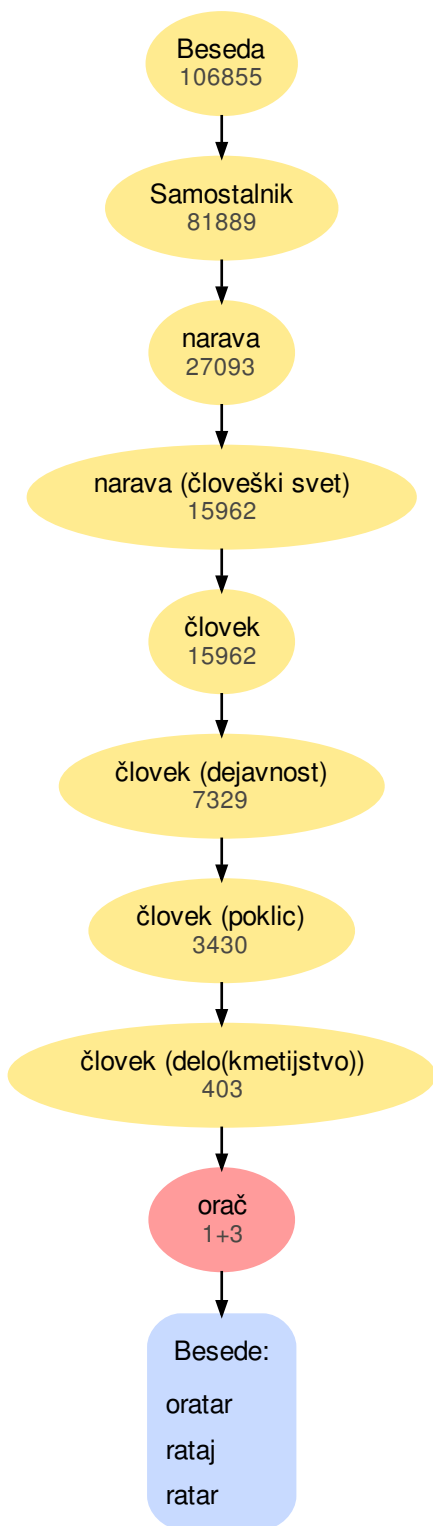 Beseda
106855
Samostalnik
81889
narava
27093
narava (človeški svet)
15962
človek
15962
človek (dejavnost)
7329
človek (poklic)
3430
človek (delo(kmetijstvo))
403
orač
1+3
Besede:
oratar
rataj
ratar